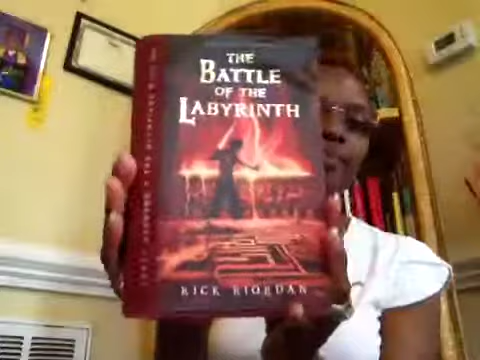 THE
BATTLE
OF THE
LABYRINTH
RICK RIORDAN